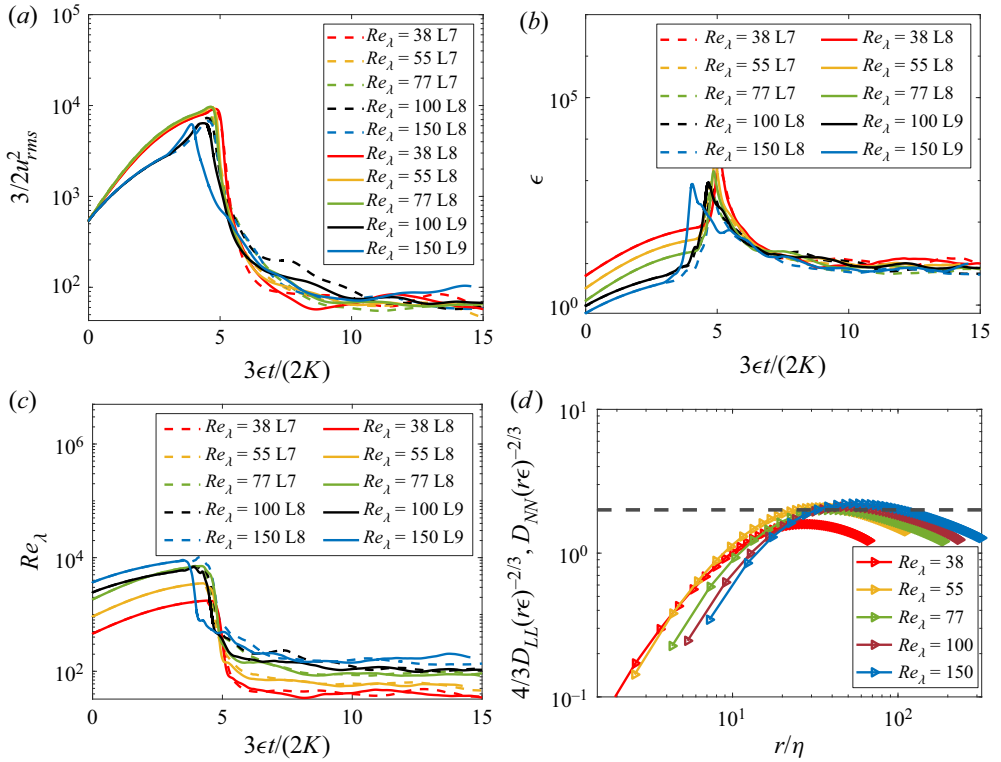 (a)
10^5
10^4
10^3
10^2
3/2u^2_{rms}
0
5
10
15
3ϵt/(2K)
Re_λ = 38 L7
Re_λ = 55 L7
Re_λ = 77 L7
Re_λ = 100 L8
Re_λ = 150 L8
Re_λ = 38 L8
Re_λ = 55 L8
Re_λ = 77 L8
Re_λ = 100 L9
Re_λ = 150 L9
(b)
10^5
10^0
ϵ
0
5
10
15
3ϵt/(2K)
Re_λ = 38 L7
Re_λ = 55 L7
Re_λ = 77 L7
Re_λ = 100 L8
Re_λ = 150 L8
Re_λ = 38 L8
Re_λ = 55 L8
Re_λ = 77 L8
Re_λ = 100 L9
Re_λ = 150 L9
(c)
10^6
10^4
10^2
Re_λ
0
5
10
15
3ϵt/(2K)
Re_λ = 38 L7
Re_λ = 55 L7
Re_λ = 77 L7
Re_λ = 100 L8
Re_λ = 150 L8
Re_λ = 38 L8
Re_λ = 55 L8
Re_λ = 77 L8
Re_λ = 100 L9
Re_λ = 150 L9
(d)
10^1
10^0
10^{−1}
4/3D_{LL}(rϵ)^{−2/3}, D_{NN}(rϵ)^{−2/3}
10^1
10^2
r/η
Re_λ = 38
Re_λ = 55
Re_λ = 77
Re_λ = 100
Re_λ = 150